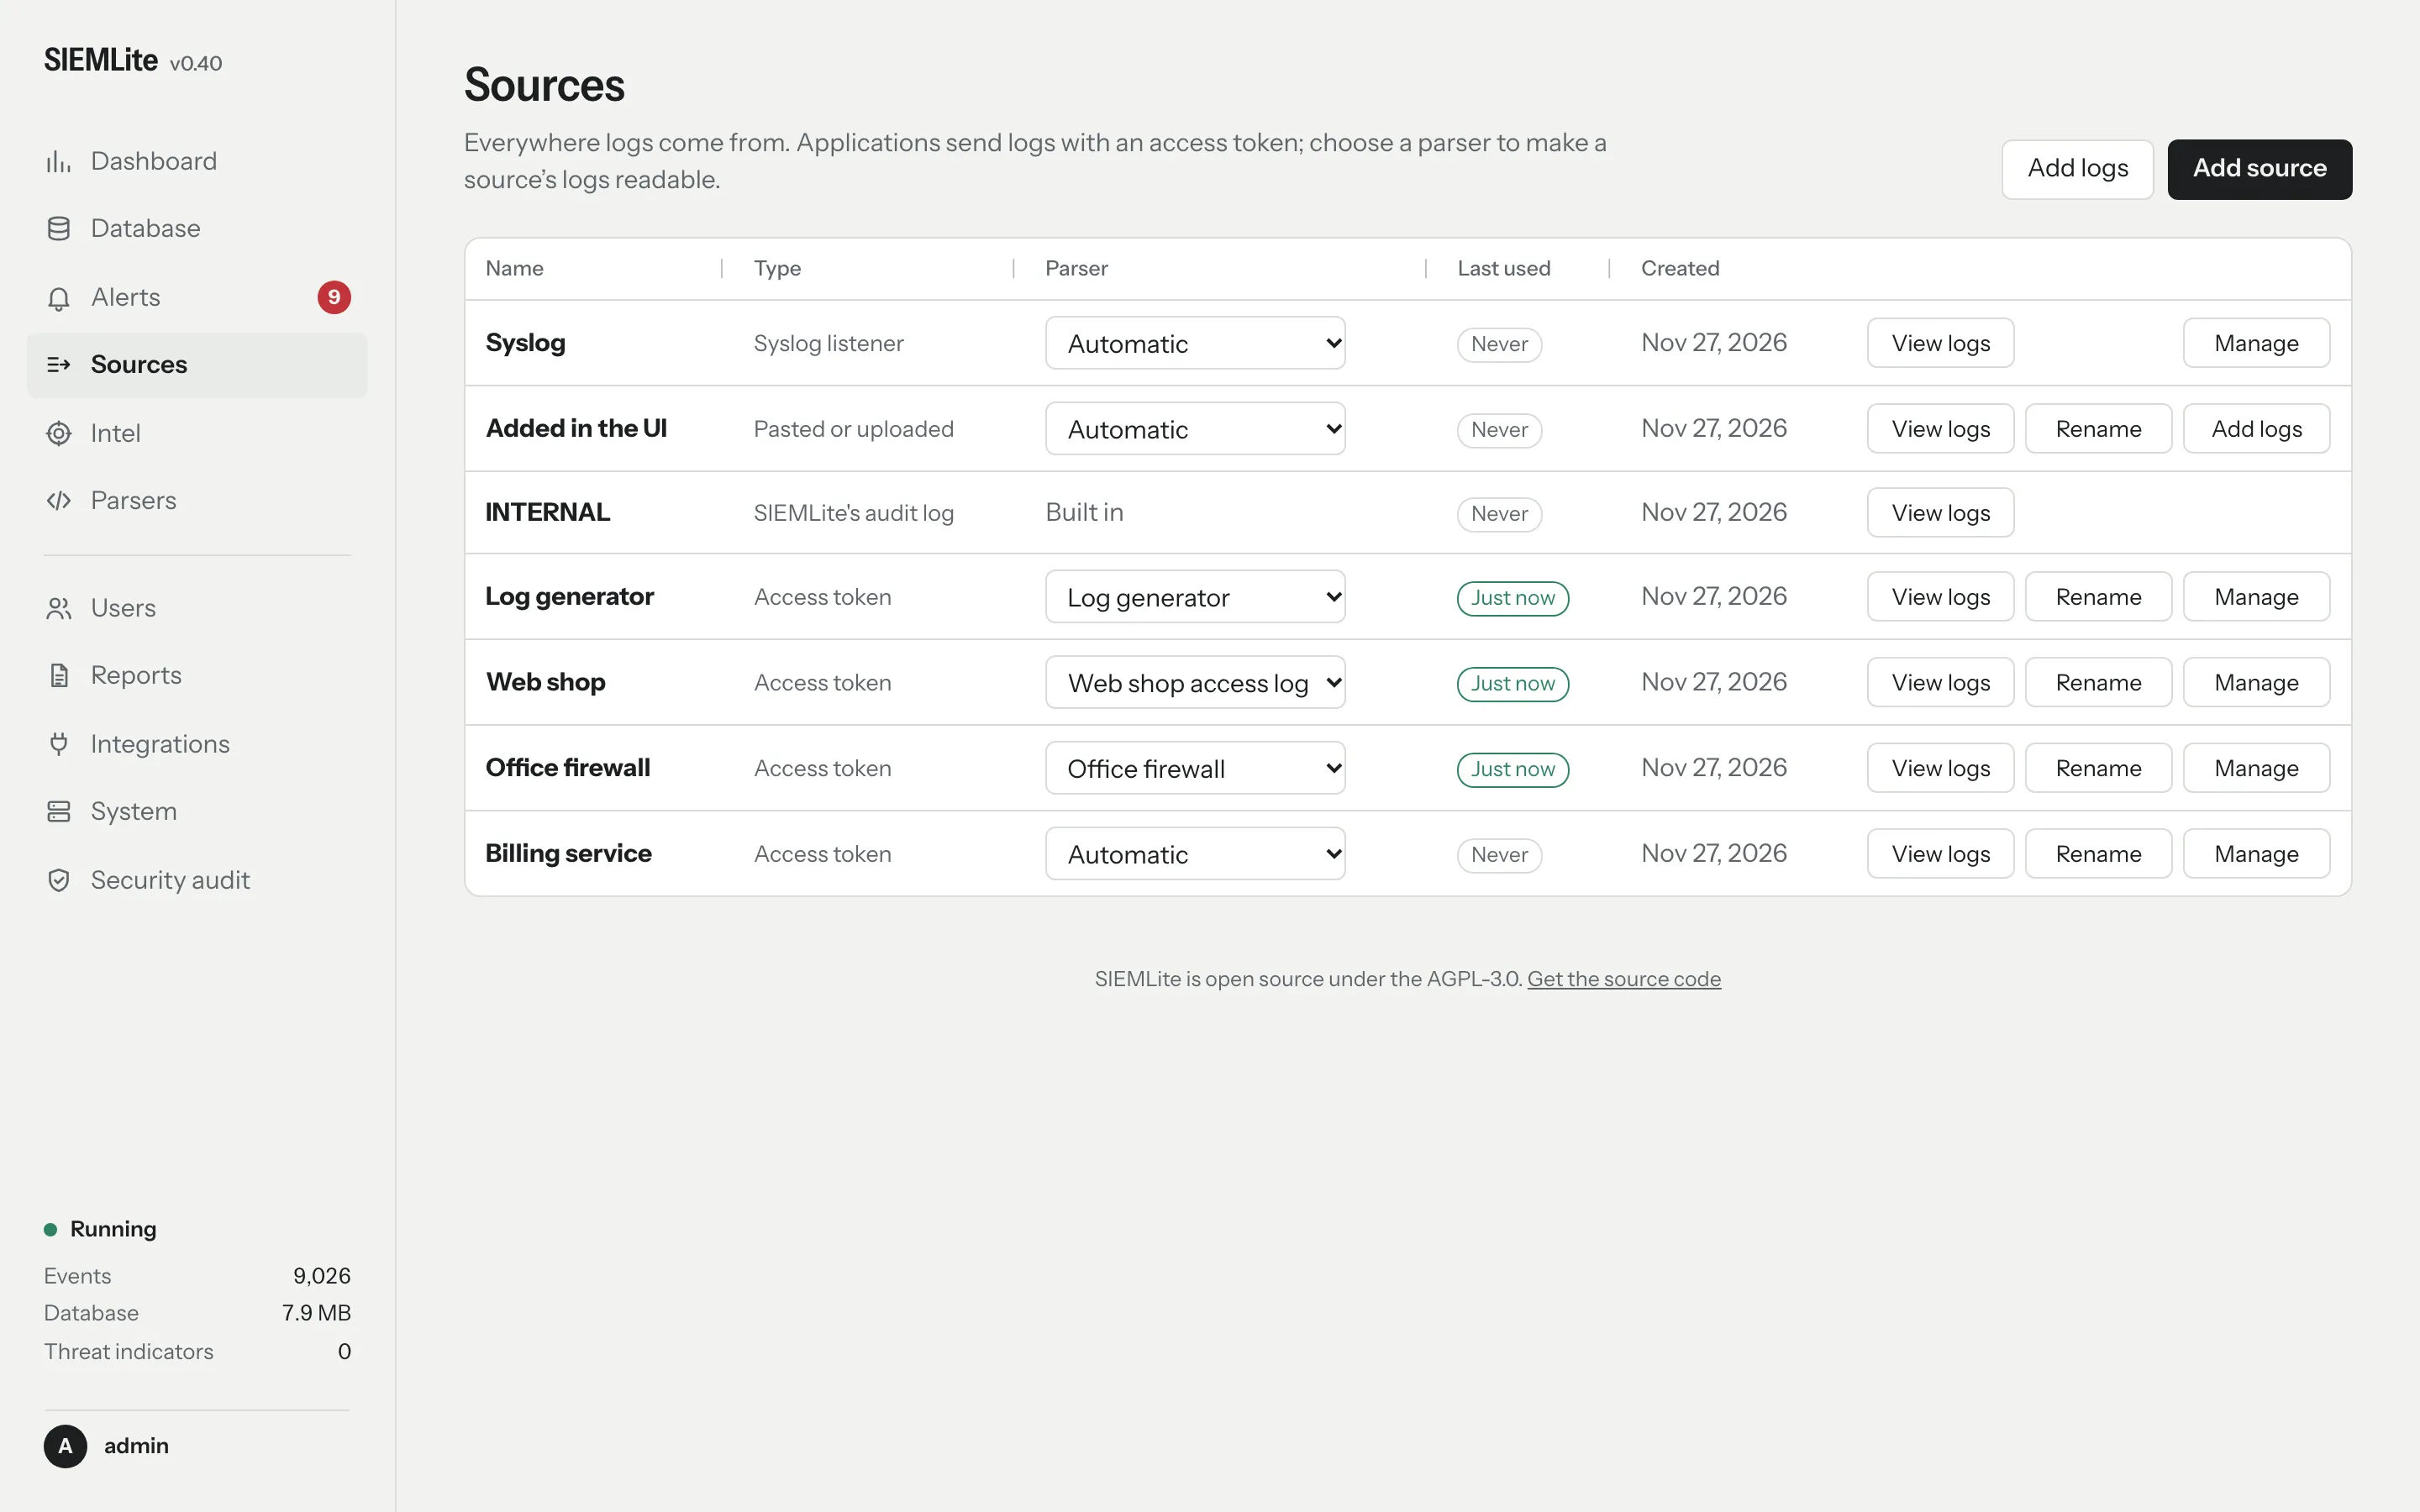 SIEMLite v0.40
Dashboard
Database
Alerts 9
Sources
Intel
Parsers
Users
Reports
Integrations
System
Security audit
Running
Events 9,026
Database 7.9 MB
Threat indicators 0
A admin
Sources
Everywhere logs come from. Applications send logs with an access token; choose a parser to make a
source’s logs readable.
Add logs Add source
Name Type Parser Last used Created
Syslog Syslog listener Automatic Never Nov 27, 2026 View logs Manage
Added in the UI Pasted or uploaded Automatic Never Nov 27, 2026 View logs Rename Add logs
INTERNAL SIEMLite's audit log Built in Never Nov 27, 2026 View logs
Log generator Access token Log generator Just now Nov 27, 2026 View logs Rename Manage
Web shop Access token Web shop access log Just now Nov 27, 2026 View logs Rename Manage
Office firewall Access token Office firewall Just now Nov 27, 2026 View logs Rename Manage
Billing service Access token Automatic Never Nov 27, 2026 View logs Rename Manage
SIEMLite is open source under the AGPL-3.0. Get the source code